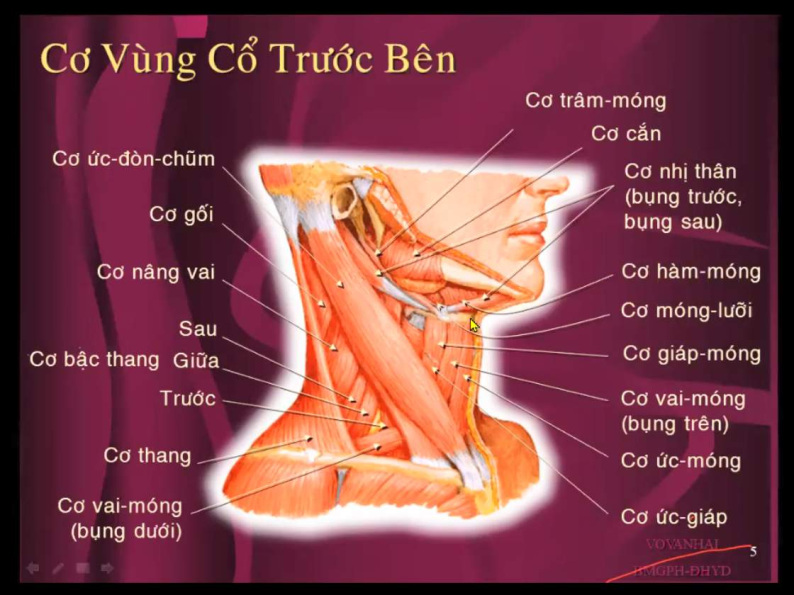 Cơ Vùng Cổ Trước Bên
Cơ trâm-móng
Cơ cắn
Cơ nhị thân
(bụng trước,
bụng sau)
Cơ hàm-móng
Cơ móng-lưỡi
Cơ giáp-móng
Cơ vai-móng
(bụng trên)
Cơ ức-móng
Cơ ức-giáp
Cơ ức-đòn-chũm
Cơ gối
Cơ nâng vai
Sau
Cơ bậc thang Giữa
Trước
Cơ thang
Cơ vai-móng
(bụng dưới)
VOVANHAI
BMGPH-ĐHYD
5